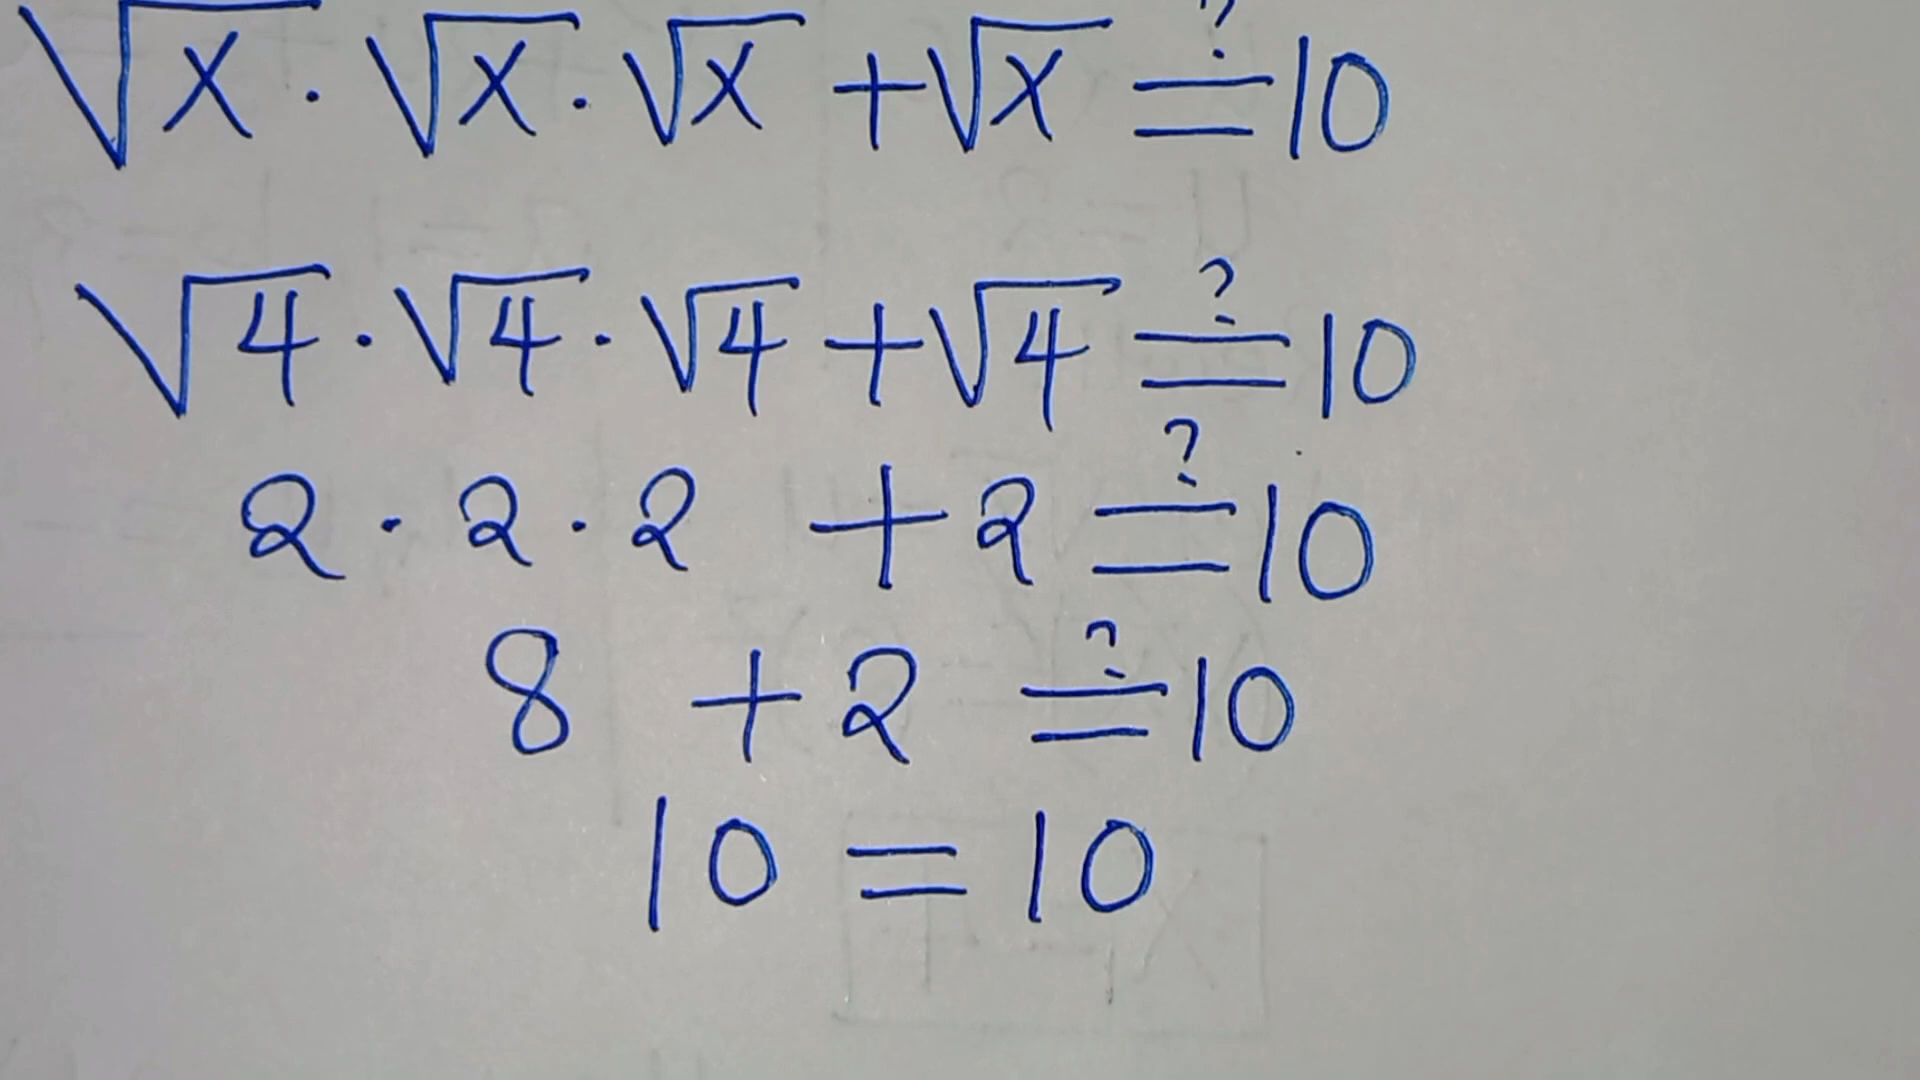 √x · √x · √x + √x ≟ 10
√4 · √4 · √4 + √4 ≟ 10
2 · 2 · 2 + 2 ≟ 10
8 + 2 ≟ 10
10 = 10